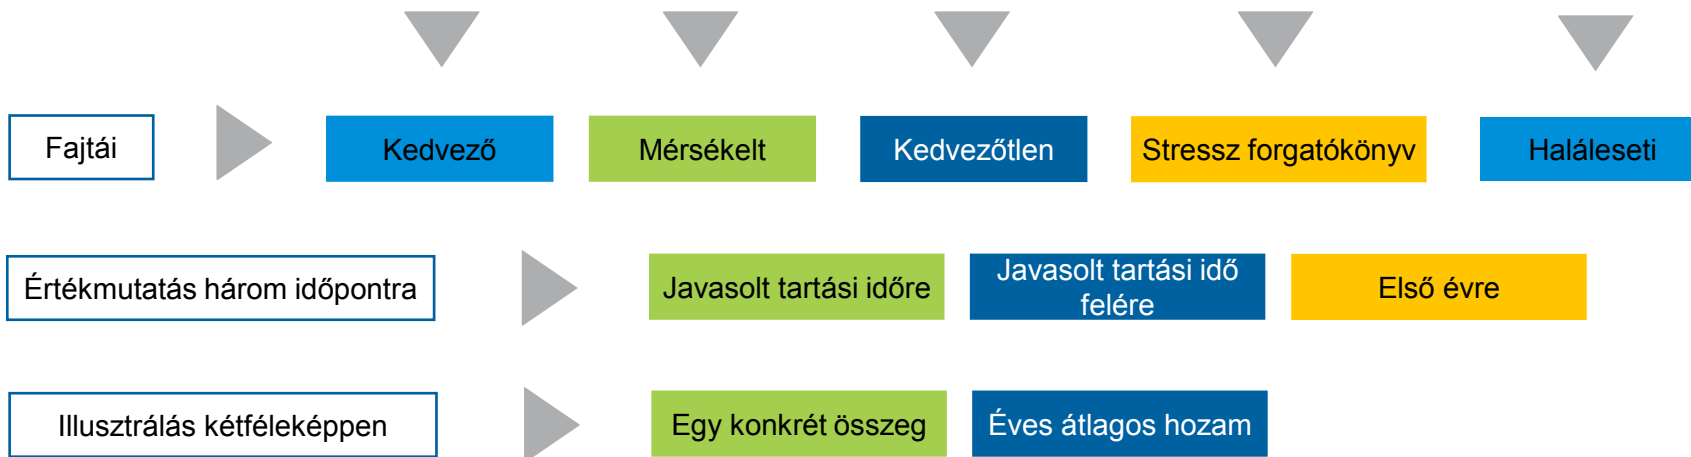 Fajtái
Kedvező
Mérsékelt
Kedvezőtlen
Stressz forgatókönyv
Haláleseti
Értékmutatás három időpontra
Javasolt tartási időre
Javasolt tartási idő
felére
Első évre
Illusztrálás kétféleképpen
Egy konkrét összeg
Éves átlagos hozam